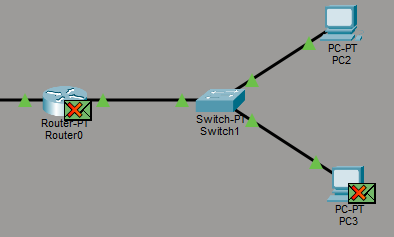 PC-PT
PC2
Router-PT
Router0
Switch-PT
Switch1
PC-PT
PC3